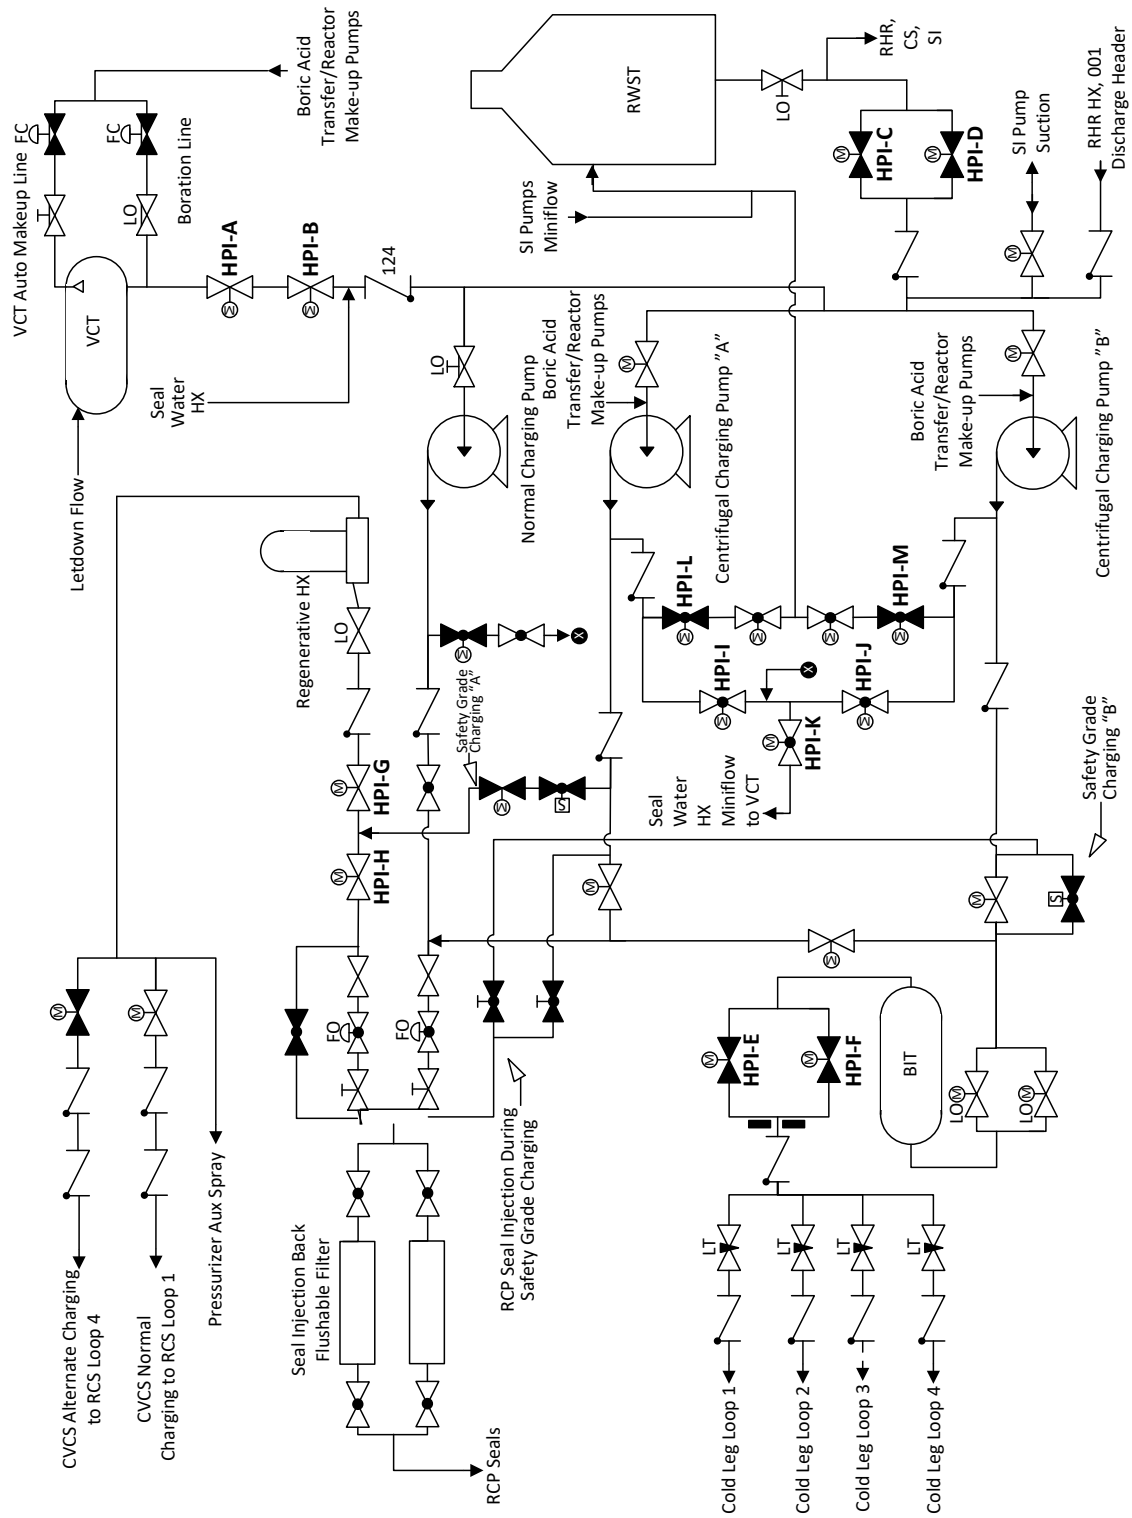 VCT Auto Makeup Line
FC
FC
LO
Boration Line
Boric Acid
Transfer/Reactor
Make-up Pumps
VCT
Letdown Flow
HPI-A
M
HPI-B
M
124
Seal
Water
HX
RWST
LO
RHR,
CS,
SI
SI Pumps
Miniflow
M
HPI-C
M
HPI-D
SI Pump
Suction
M
RHR HX, 001
Discharge Header
LO
Normal Charging Pump
Boric Acid
Transfer/Reactor
Make-up Pumps
M
Centrifugal Charging Pump "A"
Boric Acid
Transfer/Reactor
Make-up Pumps
M
Centrifugal Charging Pump "B"
Regenerative HX
LO
M
HPI-G
M
HPI-H
M
X
Safety Grade
Charging "A"
M
S
HPI-L
M
HPI-M
M
HPI-I
M
HPI-J
M
X
M
HPI-K
Seal
Water
HX
Miniflow
to VCT
M
M
M
S
Safety Grade
Charging "B"
M
M
CVCS Alternate Charging
to RCS Loop 4
CVCS Normal
Charging to RCS Loop 1
Pressurizer Aux Spray
FO
FO
Seal Injection Back
Flushable Filter
RCP Seals
RCP Seal Injection During
Safety Grade Charging
M
HPI-E
M
HPI-F
BIT
LO
M
LO
M
LT
LT
LT
LT
Cold Leg Loop 1
Cold Leg Loop 2
Cold Leg Loop 3
Cold Leg Loop 4